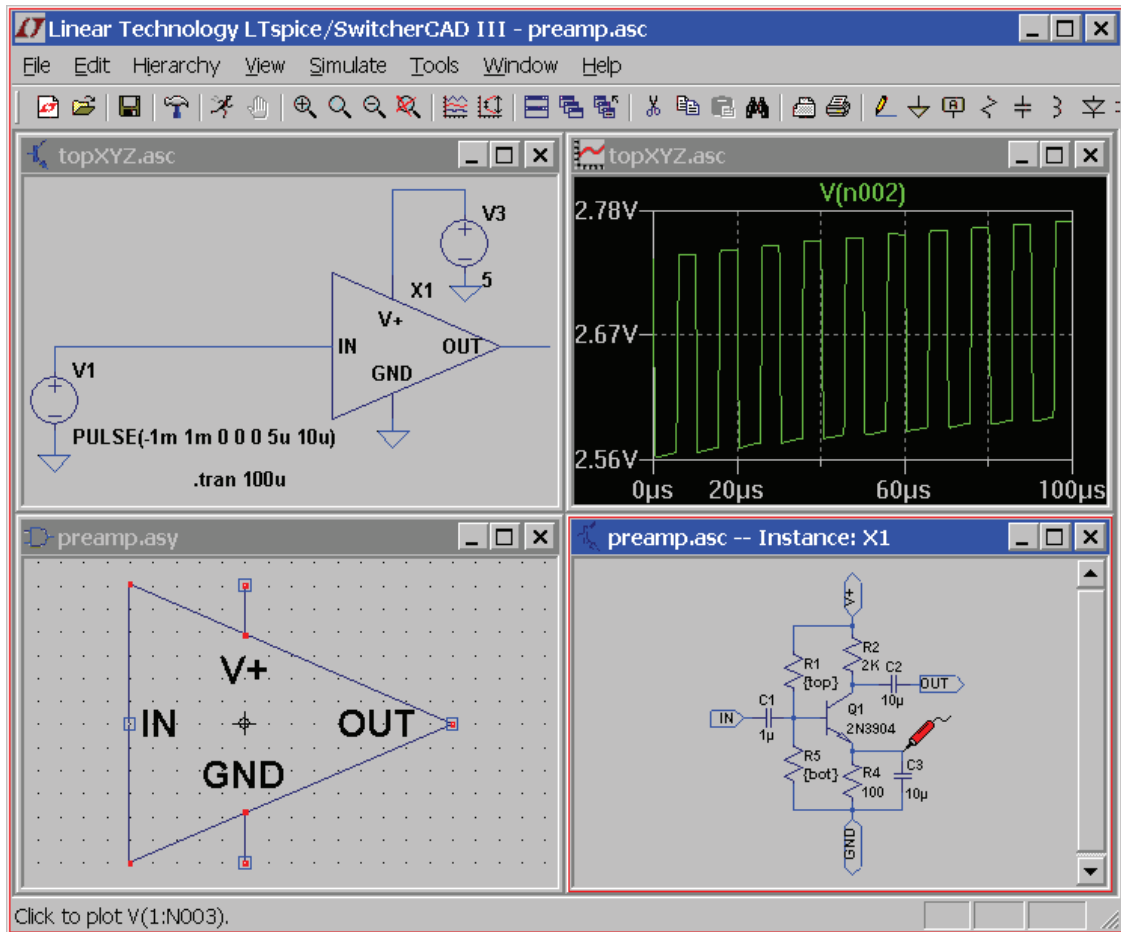 Linear Technology LTspice/SwitcherCAD III - preamp.asc
File Edit Hierarchy View Simulate Tools Window Help
topXYZ.asc
V3
5
X1
V+
IN
OUT
GND
V1
PULSE(-1m 1m 0 0 0 5u 10u)
.tran 100u
topXYZ.asc
V(n002)
2.78V
2.67V
2.56V
0µs 20µs 60µs 100µs
preamp.asy
V+
IN OUT
GND
preamp.asc -- Instance: X1
V+
R1
{top}
R2
2K
C2
10µ
OUT
C1
1µ
IN
Q1
2N3904
R5
{bot}
R4
100
C3
10µ
GND
Click to plot V(1:N003).